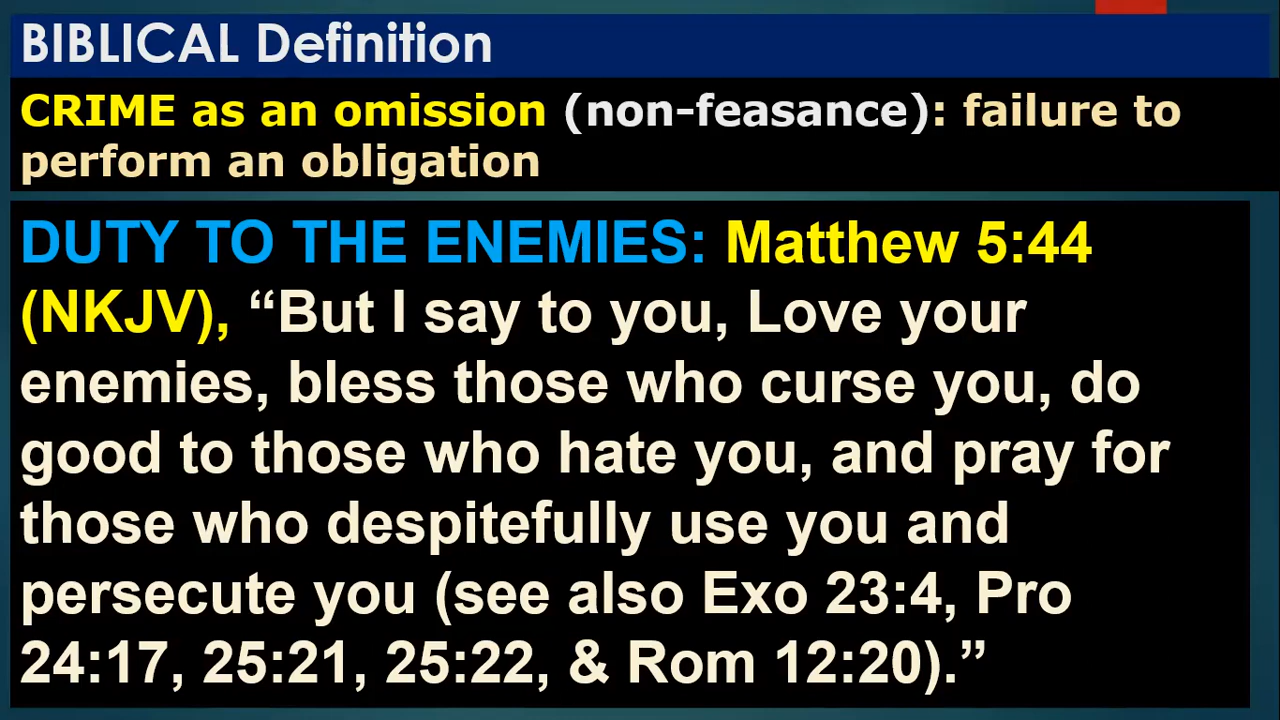 BIBLICAL Definition
CRIME as an omission (non-feasance): failure to
perform an obligation
DUTY TO THE ENEMIES: Matthew 5:44
(NKJV), “But I say to you, Love your
enemies, bless those who curse you, do
good to those who hate you, and pray for
those who despitefully use you and
persecute you (see also Exo 23:4, Pro
24:17, 25:21, 25:22, & Rom 12:20).”